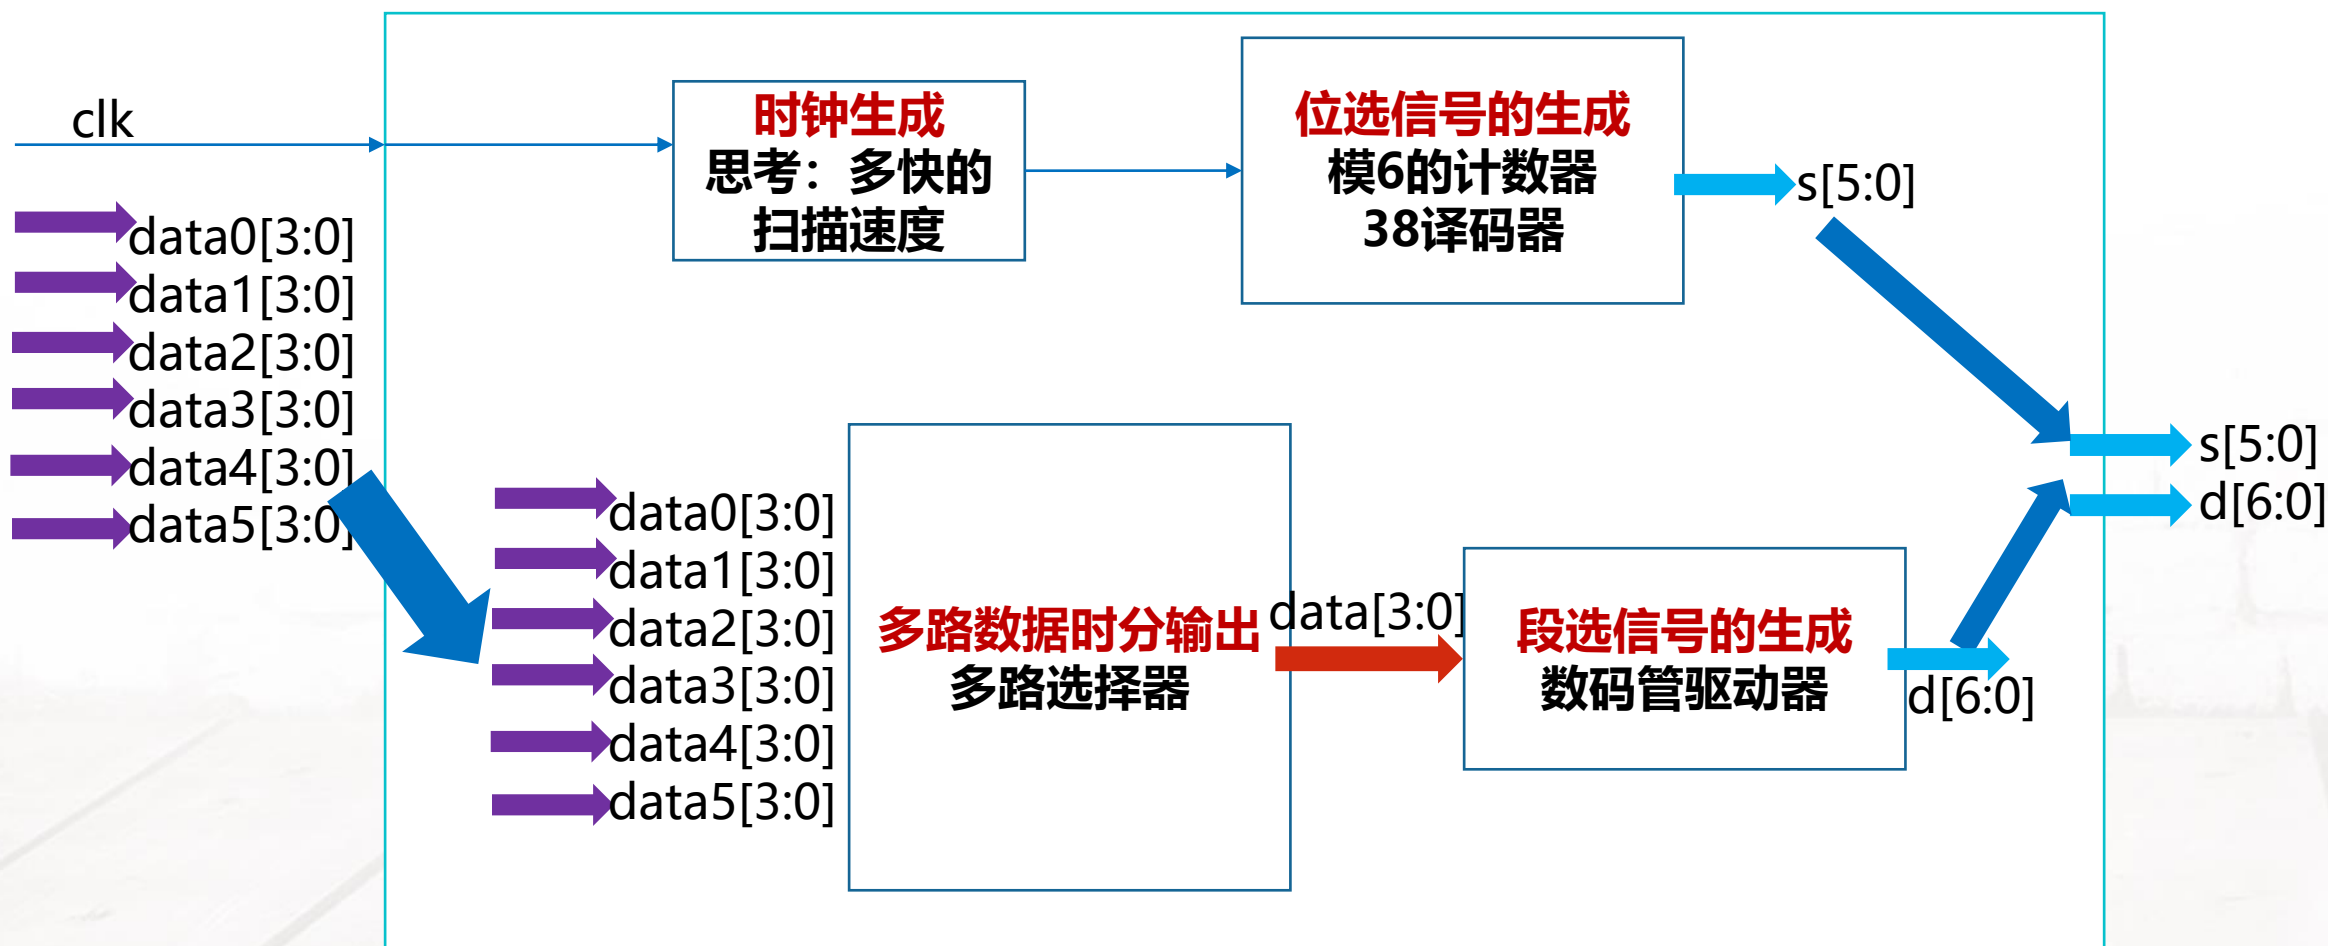 clk
时钟生成
思考：多快的
扫描速度
位选信号的生成
模6的计数器
38译码器
s[5:0]
data0[3:0]
data1[3:0]
data2[3:0]
data3[3:0]
data4[3:0]
data5[3:0]
data0[3:0]
data1[3:0]
data2[3:0]
data3[3:0]
data4[3:0]
data5[3:0]
多路数据时分输出
多路选择器
data[3:0]
段选信号的生成
数码管驱动器
d[6:0]
s[5:0]
d[6:0]